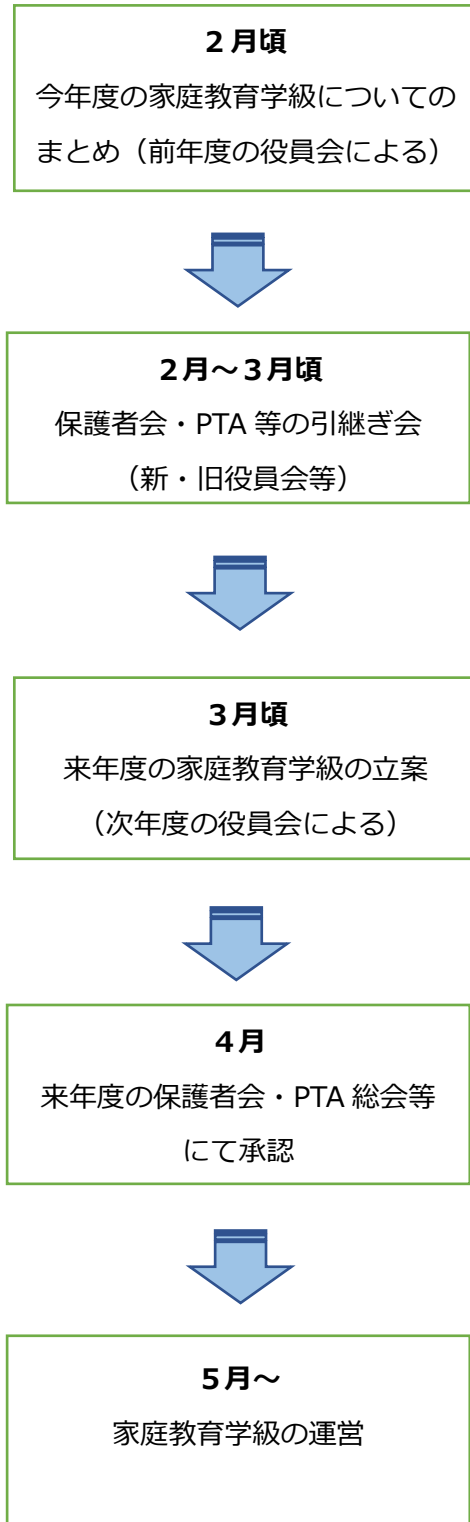 ２月頃
今年度の家庭教育学級についての
まとめ（前年度の役員会による）
２月～３月頃
保護者会・PTA 等の引継ぎ会
（新・旧役員会等）
３月頃
来年度の家庭教育学級の立案
（次年度の役員会による）
４月
来年度の保護者会・PTA 総会等
にて承認
５月～
家庭教育学級の運営